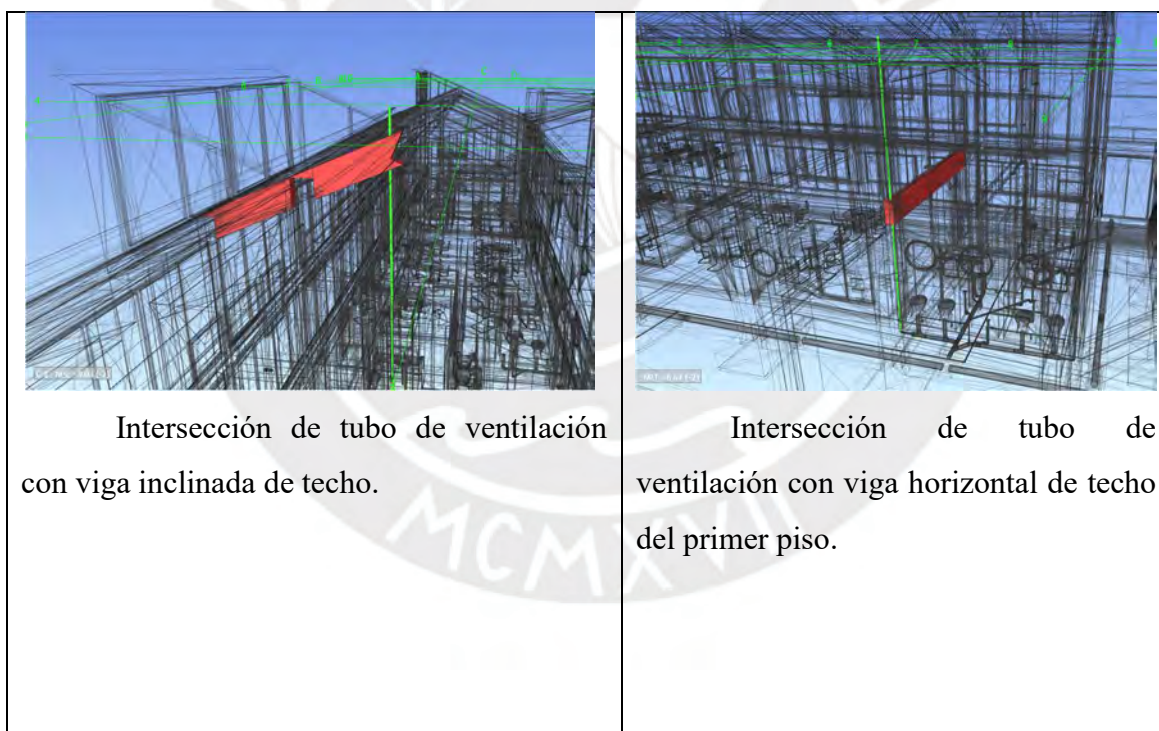 Intersección de tubo de ventilación
con viga inclinada de techo.
Intersección de tubo de
ventilación con viga horizontal de techo
del primer piso.
MCMXVII